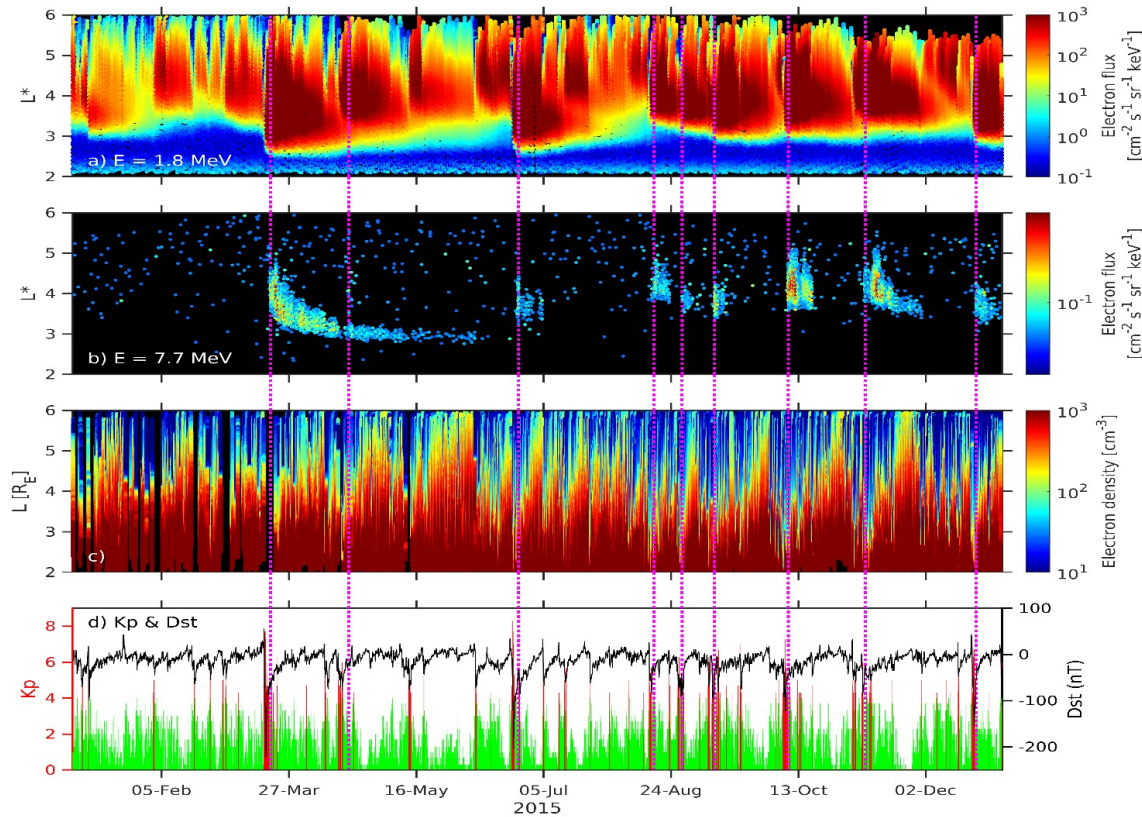 6
5
4
3
2
L*
a) E = 1.8 MeV
10³
10²
10¹
10⁰
10⁻¹
Electron flux
[cm⁻² s⁻¹ sr⁻¹ keV⁻¹]
6
5
4
3
2
L*
b) E = 7.7 MeV
10⁻¹
Electron flux
[cm⁻² s⁻¹ sr⁻¹ keV⁻¹]
6
5
4
3
2
L [R_E]
c)
10³
10²
10¹
Electron density [cm⁻³]
d) Kp & Dst
8
6
4
2
0
Kp
100
0
-100
-200
Dst (nT)
05-Feb 27-Mar 16-May 05-Jul 24-Aug 13-Oct 02-Dec
2015